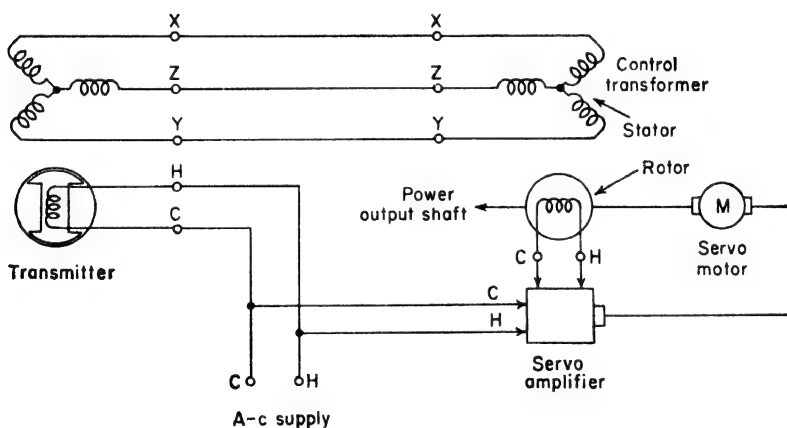 X
X
Z
Z
Control
transformer
Y
Y
Stator
H
Rotor
Power
output shaft
M
C
Servo
motor
Transmitter
C
H
C
H
C
H
Servo
amplifier
A-c supply